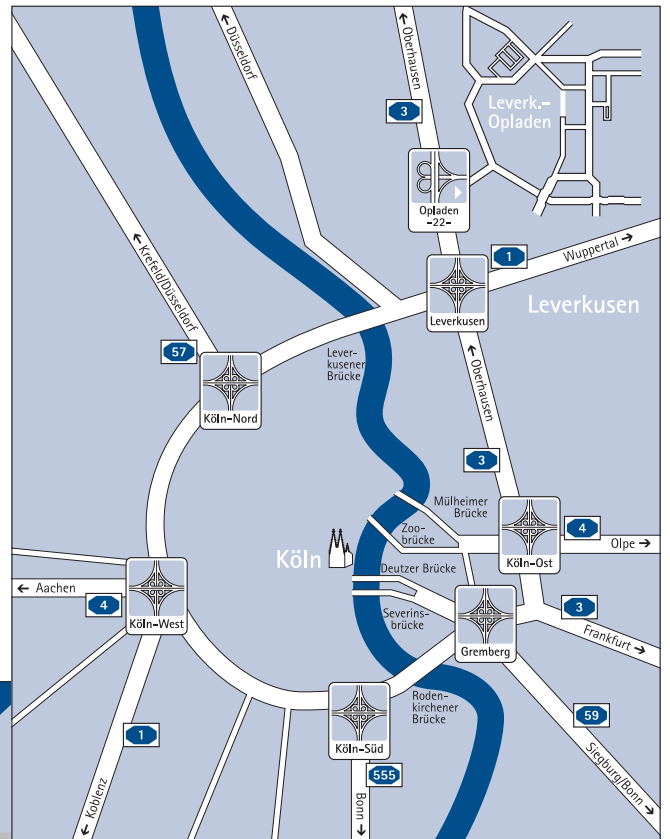 ← Düsseldorf
← Oberhausen
3
Leverk.-
Opladen
Opladen
-22-
← Krefeld/Düsseldorf
1
Wuppertal →
Leverkusen
Leverkusen
57
Köln-Nord
Lever-
kusener
Brücke
← Oberhausen
3
Mülheimer
Brücke
Zoo-
brücke
Köln-Ost
4
Olpe →
Köln
Deutzer Brücke
← Aachen
4
Köln-West
Severins-
brücke
Gremberg
3
Frankfurt →
Roden-
kirchener
Brücke
59
Siegburg/Bonn →
1
← Koblenz
Köln-Süd
555
Bonn →